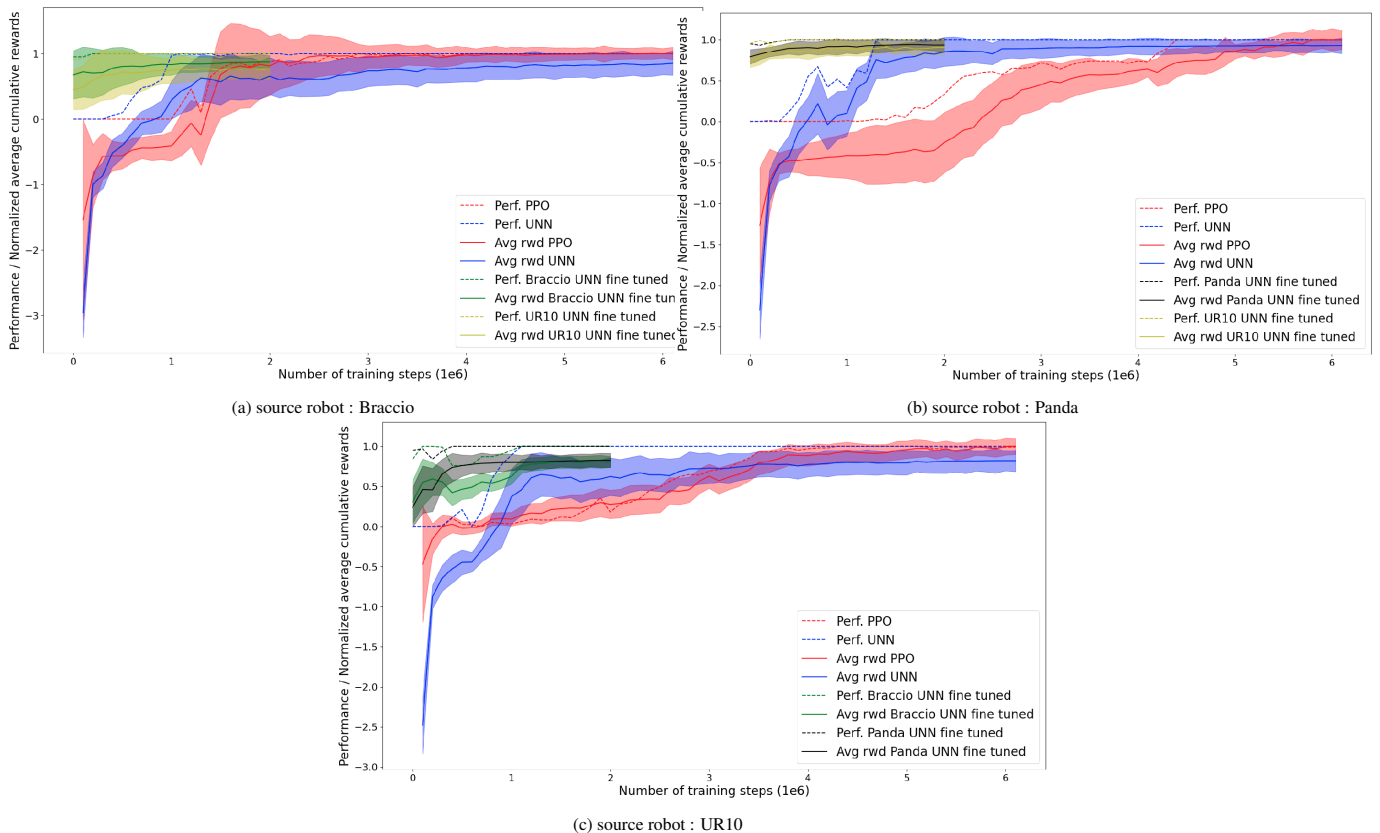 Performance / Normalized average cumulative rewards
1
0
−1
−2
−3
0
1
2
3
4
5
6
Number of training steps (1e6)
Perf. PPO
Perf. UNN
Avg rwd PPO
Avg rwd UNN
Perf. Braccio UNN fine tuned
Avg rwd Braccio UNN fine tun
Perf. UR10 UNN fine tuned
Avg rwd UR10 UNN fine tuned
(a) source robot : Braccio
Performance / Normalized average cumulative rewards
1.0
0.5
0.0
−0.5
−1.0
−1.5
−2.0
−2.5
0
1
2
3
4
5
6
Number of training steps (1e6)
Perf. PPO
Perf. UNN
Avg rwd PPO
Avg rwd UNN
Perf. Panda UNN fine tuned
Avg rwd Panda UNN fine tuned
Perf. UR10 UNN fine tuned
Avg rwd UR10 UNN fine tuned
(b) source robot : Panda
Performance / Normalized average cumulative rewards
1.0
0.5
0.0
−0.5
−1.0
−1.5
−2.0
−2.5
−3.0
0
1
2
3
4
5
6
Number of training steps (1e6)
Perf. PPO
Perf. UNN
Avg rwd PPO
Avg rwd UNN
Perf. Braccio UNN fine tuned
Avg rwd Braccio UNN fine tuned
Perf. Panda UNN fine tuned
Avg rwd Panda UNN fine tuned
(c) source robot : UR10